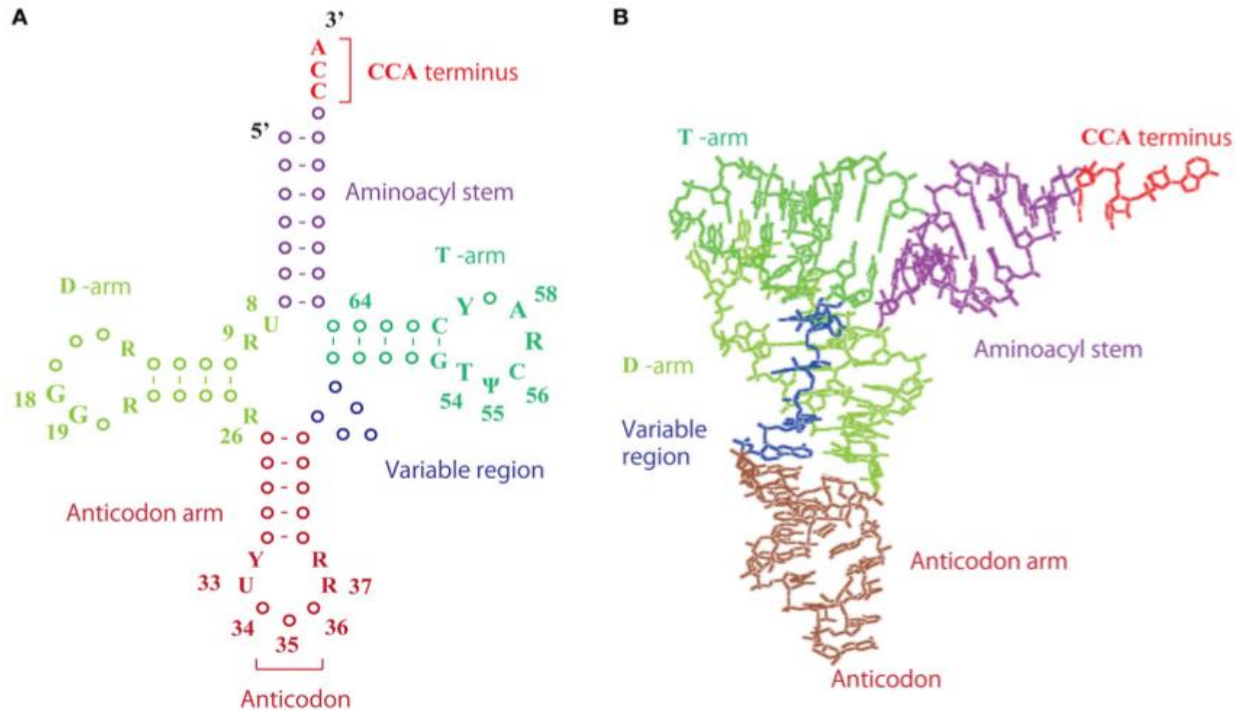 A
3'
A
C
C
CCA terminus
5'
Aminoacyl stem
T -arm
64
Y
A
58
R
C
C
G
T
Ψ
54
55
56
D -arm
8
U
9
R
R
18
G
G
19
R
R
26
Variable region
Anticodon arm
Y
R
33
U
R
37
34
35
36
Anticodon
B
T -arm
CCA terminus
Aminoacyl stem
D -arm
Variable
region
Anticodon arm
Anticodon